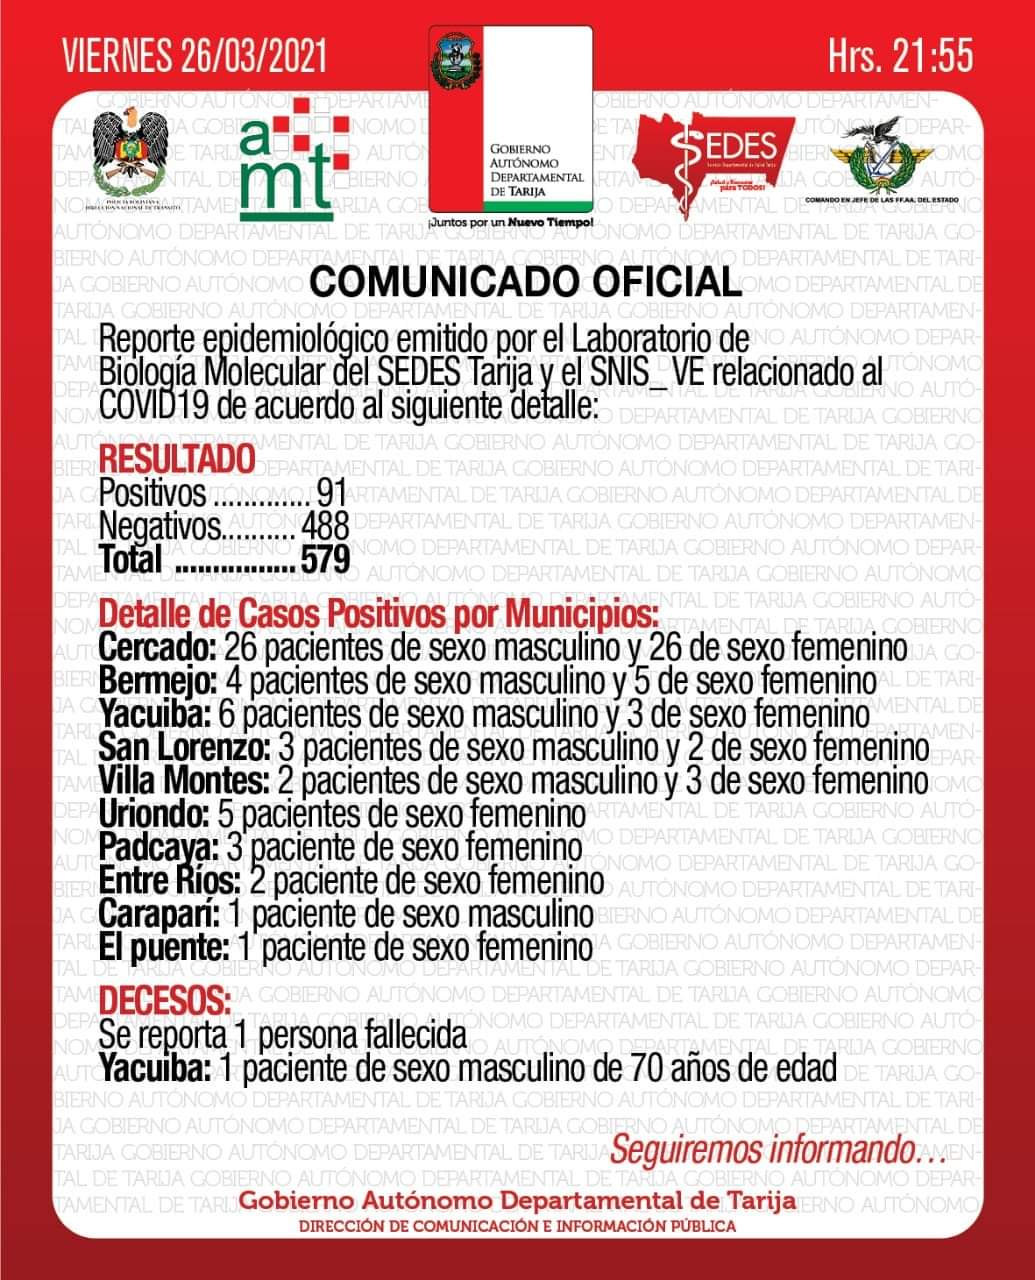 VIERNES 26/03/2021
Hrs. 21:55
POLICÍA BOLIVIANA
DIRECCIÓN NACIONAL DE TRÁNSITO
amt
GOBIERNO
AUTÓNOMO
DEPARTAMENTAL
DE TARIJA
¡Juntos por un Nuevo Tiempo!
SEDES
Servicio Departamental de Salud Tarija
para TODOS!
COMANDO EN JEFE DE LAS FF.AA. DEL ESTADO
COMUNICADO OFICIAL
Reporte epidemiológico emitido por el Laboratorio de
Biología Molecular del SEDES Tarija y el SNIS_VE relacionado al
COVID19 de acuerdo al siguiente detalle:
RESULTADO
Positivos ............. 91
Negativos.......... 488
Total ................ 579
Detalle de Casos Positivos por Municipios:
Cercado: 26 pacientes de sexo masculino y 26 de sexo femenino
Bermejo: 4 pacientes de sexo masculino y 5 de sexo femenino
Yacuiba: 6 pacientes de sexo masculino y 3 de sexo femenino
San Lorenzo: 3 pacientes de sexo masculino y 2 de sexo femenino
Villa Montes: 2 pacientes de sexo masculino y 3 de sexo femenino
Uriondo: 5 pacientes de sexo femenino
Padcaya: 3 paciente de sexo femenino
Entre Ríos: 2 paciente de sexo femenino
Caraparí: 1 paciente de sexo masculino
El puente: 1 paciente de sexo femenino
DECESOS:
Se reporta 1 persona fallecida
Yacuiba: 1 paciente de sexo masculino de 70 años de edad
Seguiremos informando...
Gobierno Autónomo Departamental de Tarija
DIRECCIÓN DE COMUNICACIÓN E INFORMACIÓN PÚBLICA